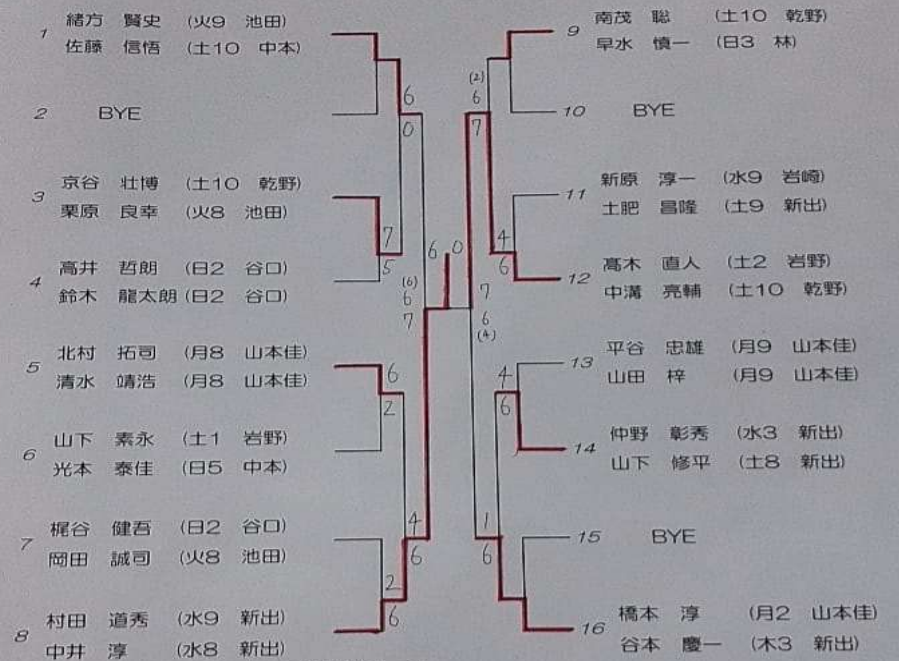 1 緒方 賢史 (火9 池田)
佐藤 信悟 (土10 中本)
2 BYE
3 京谷 壮博 (土10 乾野)
栗原 良幸 (火8 池田)
4 高井 哲朗 (日2 谷口)
鈴木 龍太朗 (日2 谷口)
5 北村 拓司 (月8 山本佳)
清水 靖浩 (月8 山本佳)
6 山下 素永 (土1 岩野)
光本 泰佳 (日5 中本)
7 梶谷 健吾 (日2 谷口)
岡田 誠司 (火8 池田)
8 村田 道秀 (水9 新出)
中井 淳 (水8 新出)
6
0
7
5
6
2
4
6
2
6
6 0
(6)
6
7
7
6
(4)
(2)
6
7
4
6
4
6
1
6
9 南茂 聡 (土10 乾野)
早水 慎一 (日3 林)
10 BYE
11 新原 淳一 (水9 岩崎)
土肥 昌隆 (土9 新出)
12 髙木 直人 (土2 岩野)
中溝 亮輔 (土10 乾野)
13 平谷 忠雄 (月9 山本佳)
山田 梓 (月9 山本佳)
14 仲野 彰秀 (水3 新出)
山下 修平 (土8 新出)
15 BYE
16 橋本 淳 (月2 山本佳)
谷本 慶一 (木3 新出)